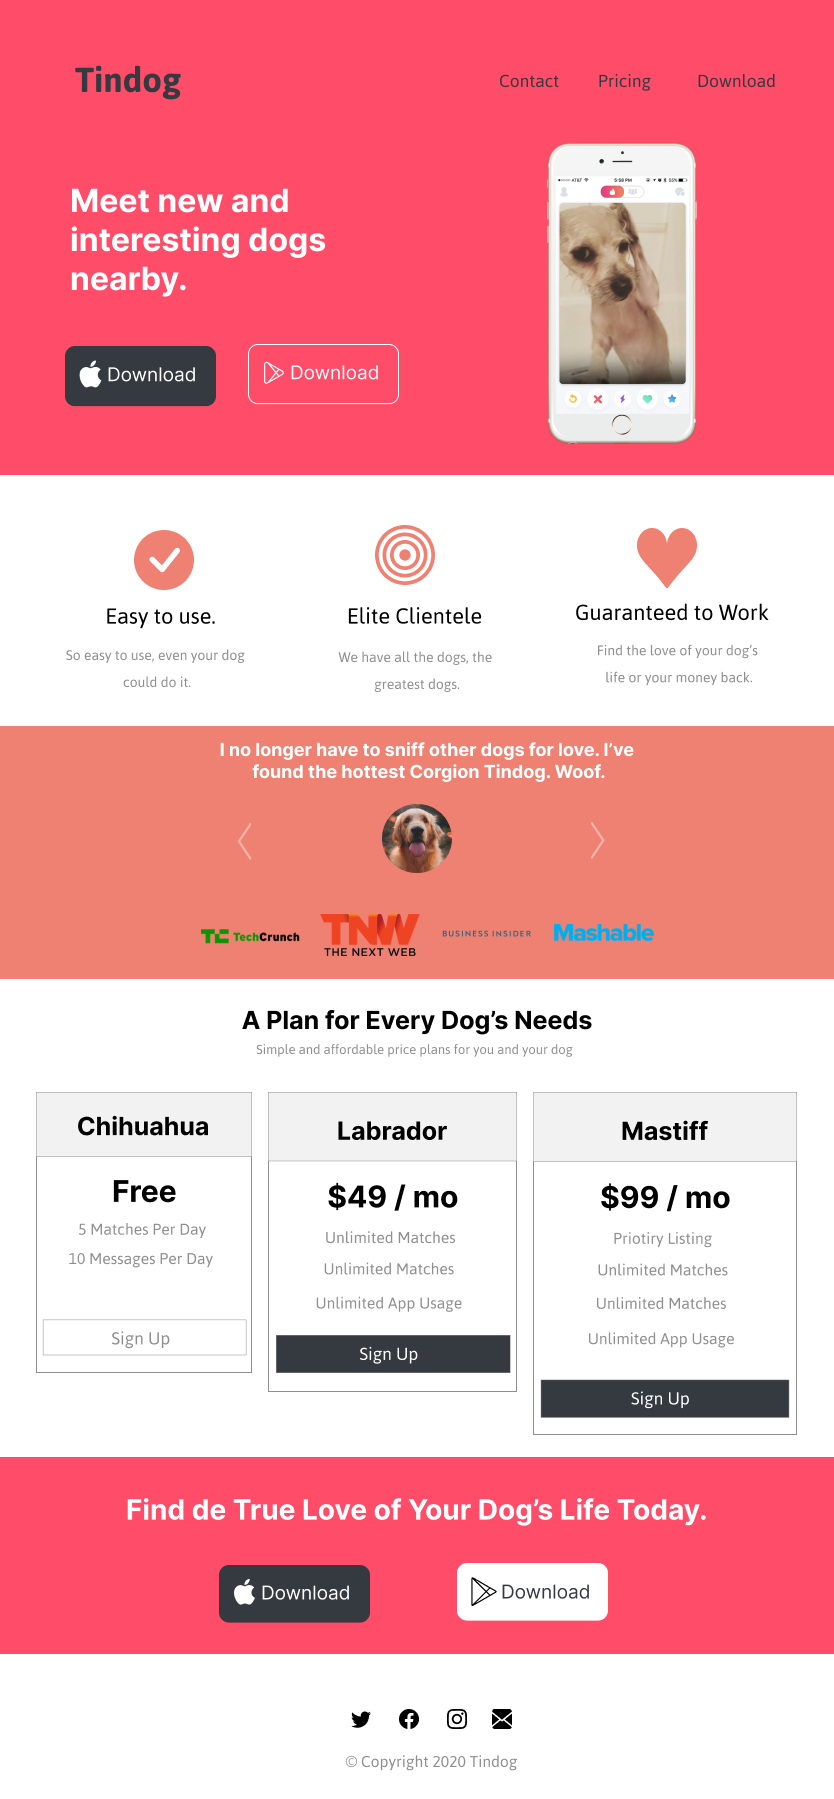 Tindog
Contact Pricing Download
Meet new and
interesting dogs
nearby.
AT&T 5:59 PM 55%
Download
Download
Easy to use.
So easy to use, even your dog
could do it.
Elite Clientele
We have all the dogs, the
greatest dogs.
Guaranteed to Work
Find the love of your dog's
life or your money back.
I no longer have to sniff other dogs for love. I've
found the hottest Corgion Tindog. Woof.
TC TechCrunch
TNW
THE NEXT WEB
BUSINESS INSIDER
Mashable
A Plan for Every Dog's Needs
Simple and affordable price plans for you and your dog
Chihuahua
Free
5 Matches Per Day
10 Messages Per Day
Sign Up
Labrador
$49 / mo
Unlimited Matches
Unlimited Matches
Unlimited App Usage
Sign Up
Mastiff
$99 / mo
Priotiry Listing
Unlimited Matches
Unlimited Matches
Unlimited App Usage
Sign Up
Find de True Love of Your Dog's Life Today.
Download
Download
© Copyright 2020 Tindog